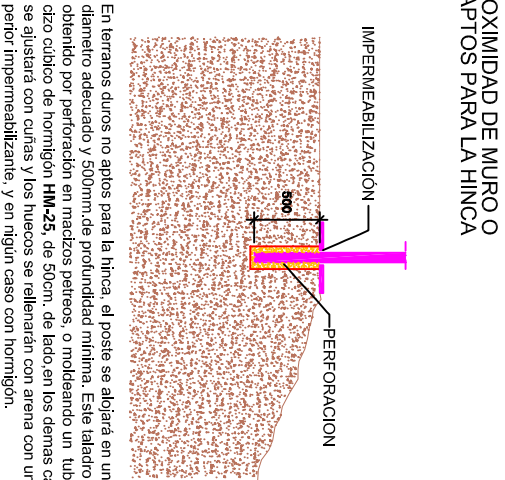 OXIMIDAD DE MURO O
APTOS PARA LA HINCA
IMPERMEABILIZACIÓN
500
PERFORACION
En terranos duros no aptos para la hinca, el poste se alojará en un
diametro adecuado y 500mm.de profundidad mínima. Este taladro
obtenido por perforación en macizos petreos, o moldeando un tub
cizo cúbico de hormigón HM-25, de 50cm. de lado,en los demas ca
se ajustará con cuñas y los huecos se rellenarán con arena con ur
perior impermeabilizante, y en nigún caso con hormigón.